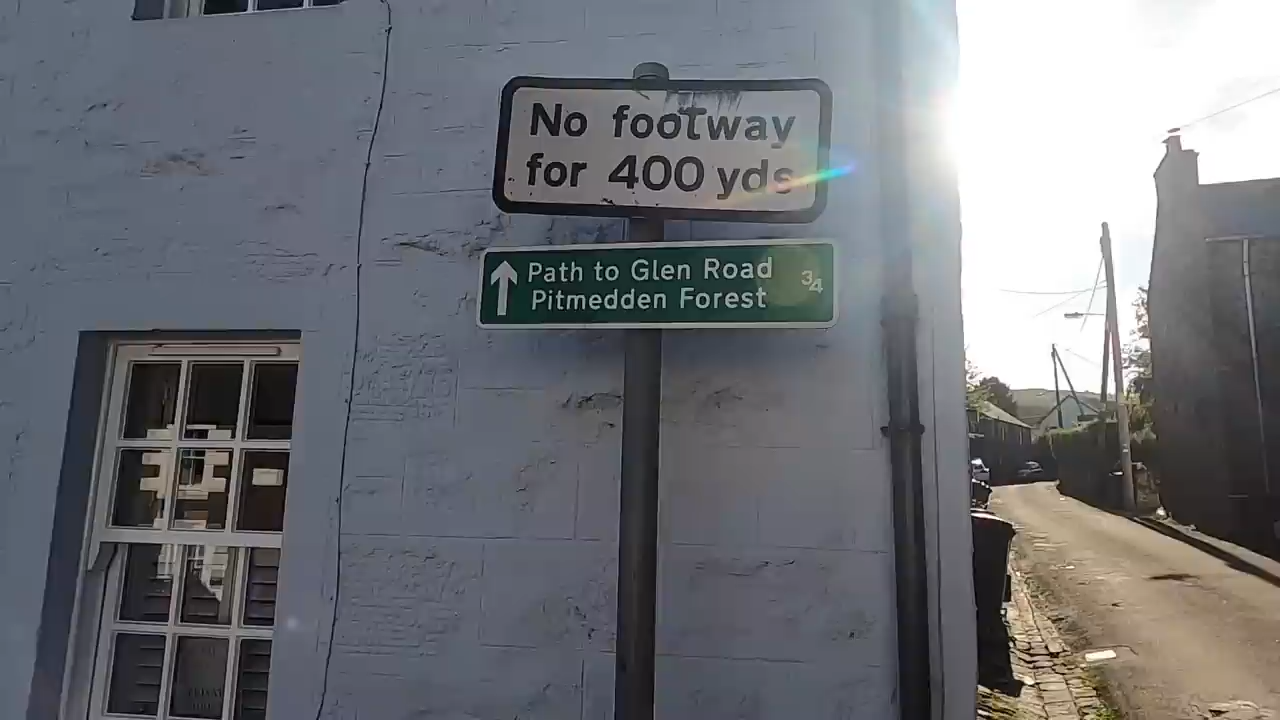 No footway
for 400 yds
Path to Glen Road ¾
Pitmedden Forest